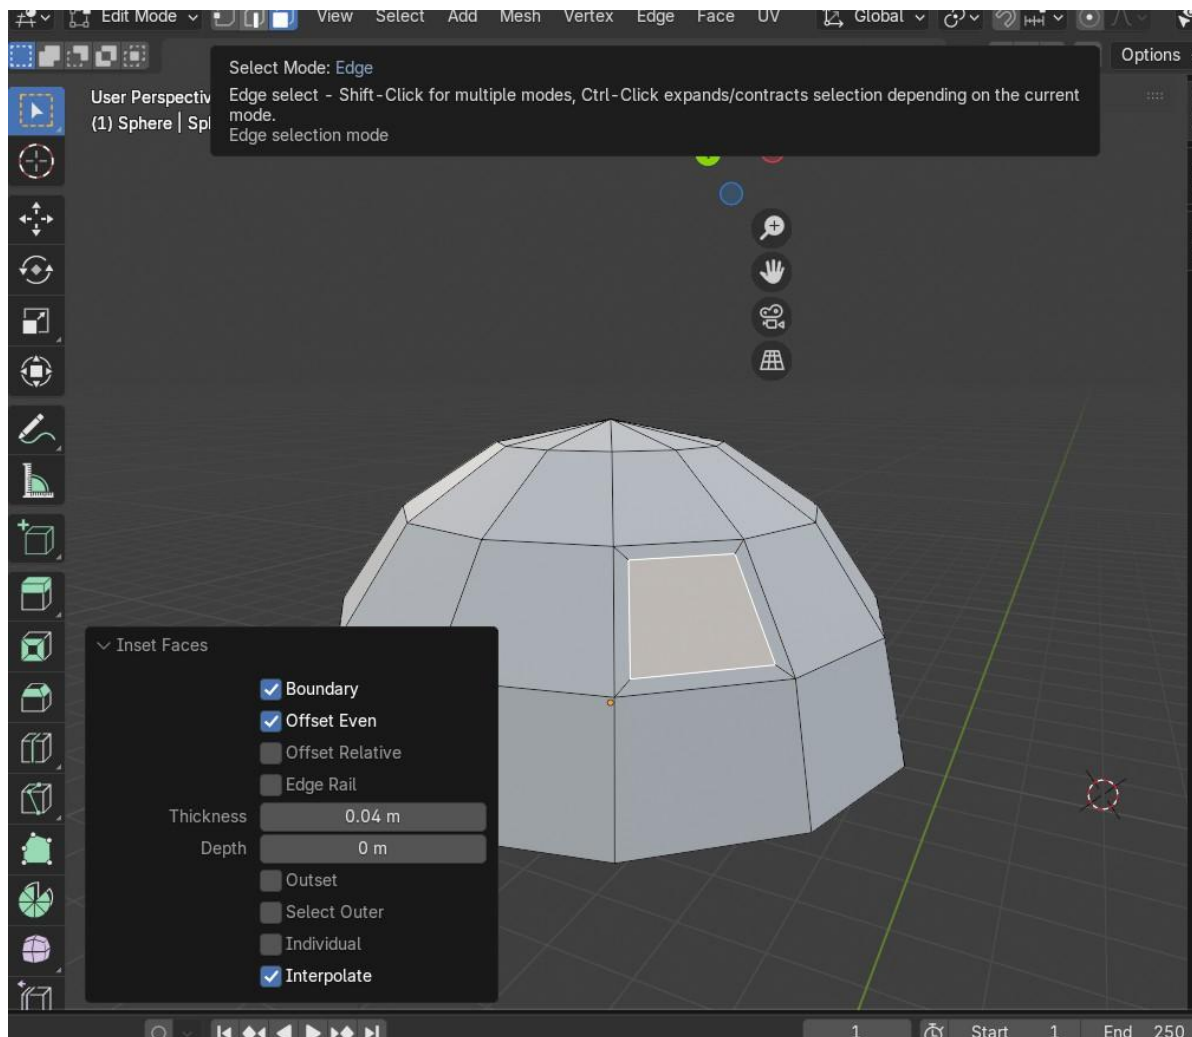 Edit Mode View Select Add Mesh Vertex Edge Face UV Global
Options
Select Mode: Edge
Edge select - Shift-Click for multiple modes, Ctrl-Click expands/contracts selection depending on the current
mode.
Edge selection mode
User Perspectiv
(1) Sphere | Sp
Inset Faces
Boundary
Offset Even
Offset Relative
Edge Rail
Thickness 0.04 m
Depth 0 m
Outset
Select Outer
Individual
Interpolate
1 Start 1 End 250